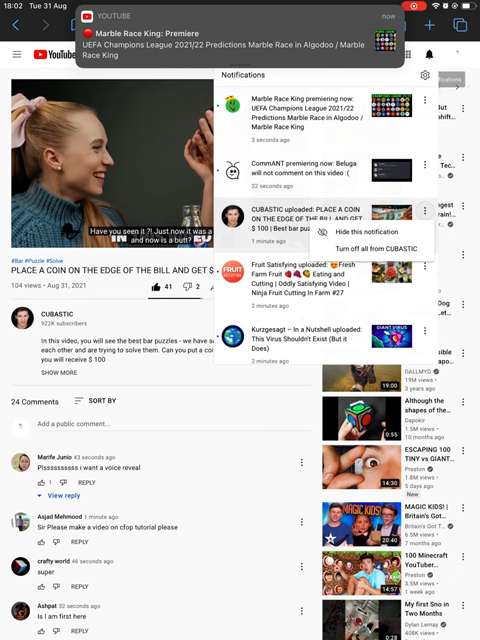 18:02 Tue 31 Aug
0%
YOUTUBE
now
Marble Race King: Premiere
UEFA Champions League 2021/22 Predictions Marble Race in Algodoo / Marble
Race King
YouTube
Notifications
Marble Race King premiering now:
UEFA Champions League 2021/22
Predictions Marble Race in Algodoo /
Marble Race King
3 seconds ago
CommANT premiering now: Beluga
will not comment on this video :(
22 seconds ago
CUBASTIC uploaded: PLACE A COIN
ON THE EDGE OF THE BILL AND GET
$ 100 | Best bar
1 minute ago
Hide this notification
Turn off all from CUBASTIC
FRUIT
Fruit Satisfying uploaded: 😍Fresh
Farm Fruit 🍓🍇🍎 Eating and
Cutting | Oddly Satisfying Video |
Ninja Fruit Cutting In Farm #27
2 minutes ago
Kurzgesagt – In a Nutshell uploaded:
This Virus Shouldn't Exist (But it
Does)
2 minutes ago
GIANT VIRUS
Have you seen it?! Just now it was a
and now is a butt?
#Bar #Puzzle #Solve
PLACE A COIN ON THE EDGE OF THE BILL AND GET $
104 views • Aug 31, 2021
41
2
CUBASTIC
922K subscribers
In this video, you will see the best bar puzzles - we have s
each other and are trying to solve them. Can you put a coi
you will receive $ 100
SHOW MORE
24 Comments
SORT BY
Add a public comment...
Marife Junio 43 seconds ago
Plssssssssss i want a voice reveal
1
REPLY
View reply
Asjad Mehmood 1 minute ago
Sir Please make a video on cfop tutorial please
REPLY
crafty world 46 seconds ago
super
REPLY
Ashpat 32 seconds ago
Is I am first here
REPLY
19:00
DALLMYD
19M views •
3 years ago
0:55
Although the
shapes of the...
Dapokir
1.5M views •
10 months ago
14:30
ESCAPING 100
TINY vs GIANT...
Preston
1.8M views •
5 days ago
New
MAGIC KIDS!
20:40
MAGIC KIDS! |
Britain's Got...
Britain's Got T...
6.5M views •
7 months ago
14:57
100 Minecraft
YouTuber...
Preston
3.5M views •
1 week ago
0:28
My first Sno in
Two Months
Dylan Lemay
408K views •